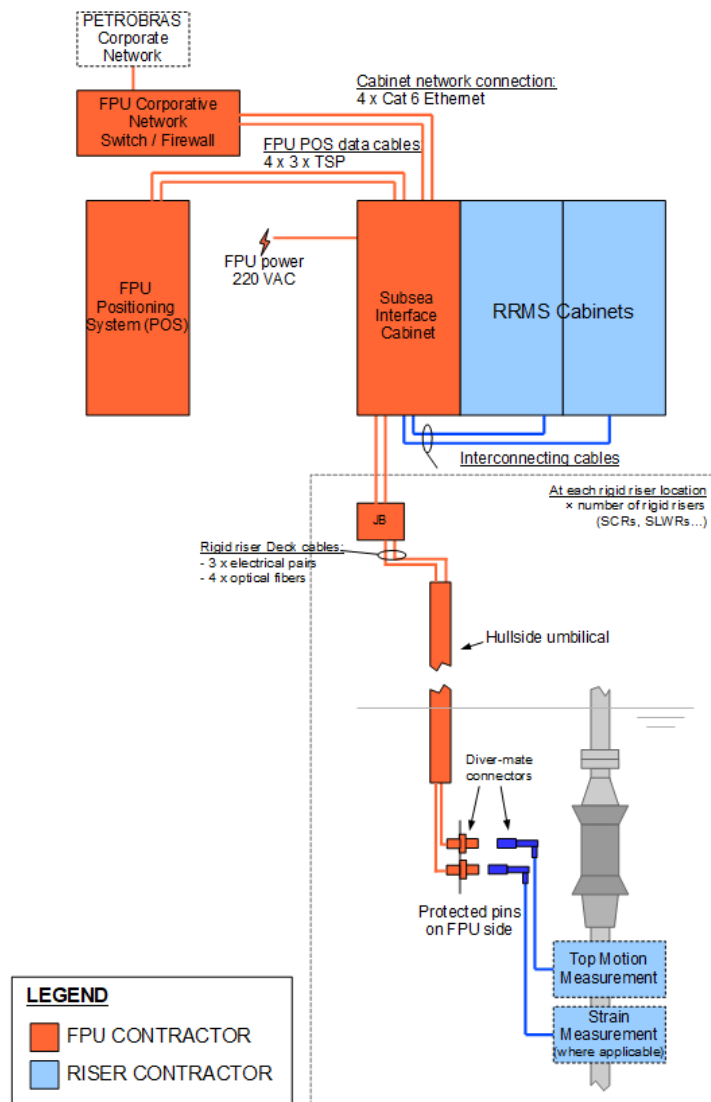 PETROBRAS
Corporate
Network
FPU Corporative
Network
Switch / Firewall
Cabinet network connection:
4 x Cat 6 Ethernet
FPU POS data cables:
4 x 3 x TSP
FPU
Positioning
System (POS)
FPU power
220 VAC
Subsea
Interface
Cabinet
RRMS Cabinets
Interconnecting cables
At each rigid riser location
× number of rigid risers
(SCRs, SLWRs...)
JB
Rigid riser Deck cables:
- 3 x electrical pairs
- 4 x optical fibers
Hullside umbilical
Diver-mate
connectors
Protected pins
on FPU side
Top Motion
Measurement
Strain
Measurement
(where applicable)
LEGEND
FPU CONTRACTOR
RISER CONTRACTOR